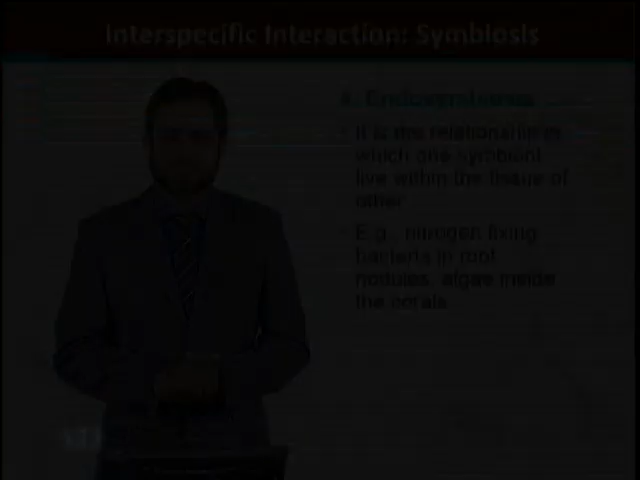 Interspecific Interaction: Symbiosis
It is the relationship in
which one symbiont
live within the tissue of
other
E.g., nitrogen fixing
bacteria in root
nodules, algae inside
the corals